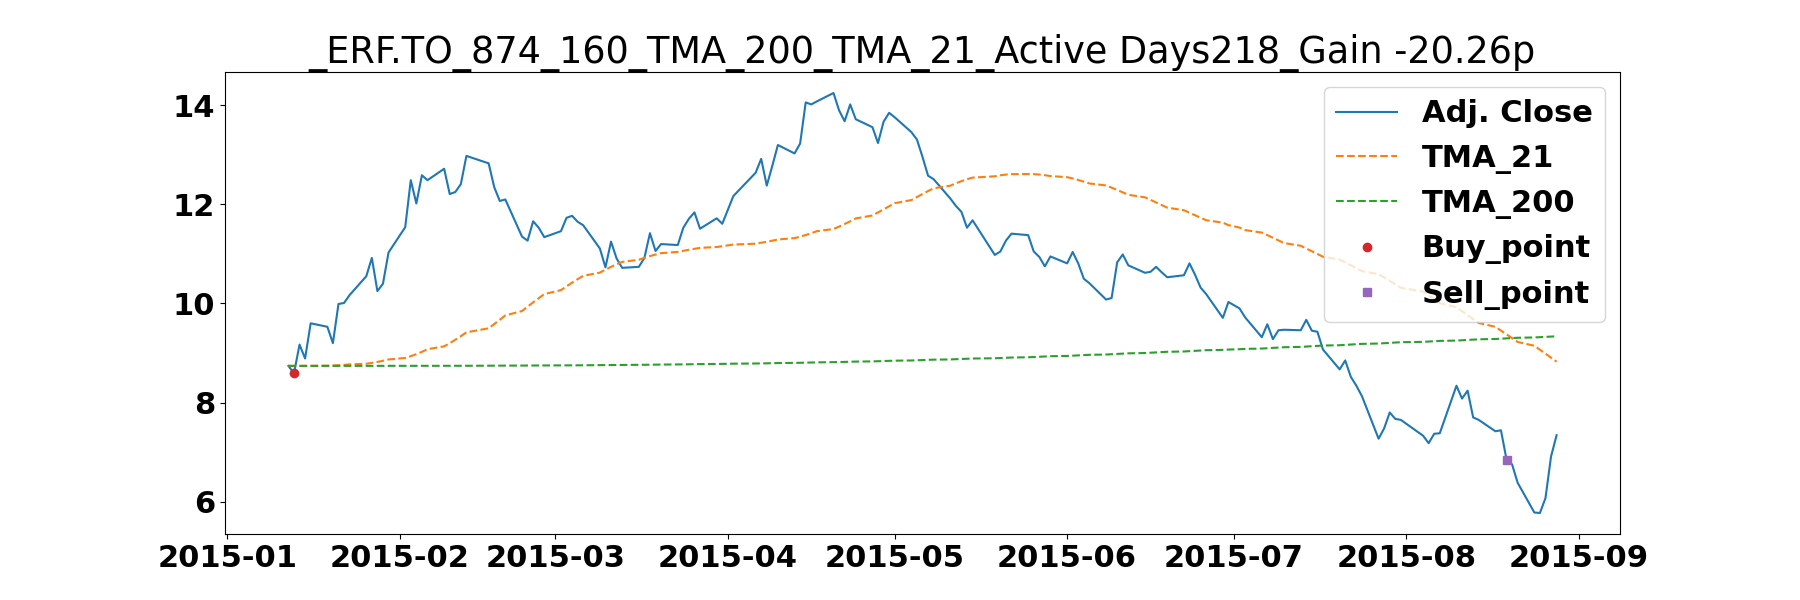 _ERF.TO_874_160_TMA_200_TMA_21_Active Days218_Gain -20.26p
14
12
10
8
6
Adj. Close
TMA_21
TMA_200
Buy_point
Sell_point
2015-01 2015-02 2015-03 2015-04 2015-05 2015-06 2015-07 2015-08 2015-09